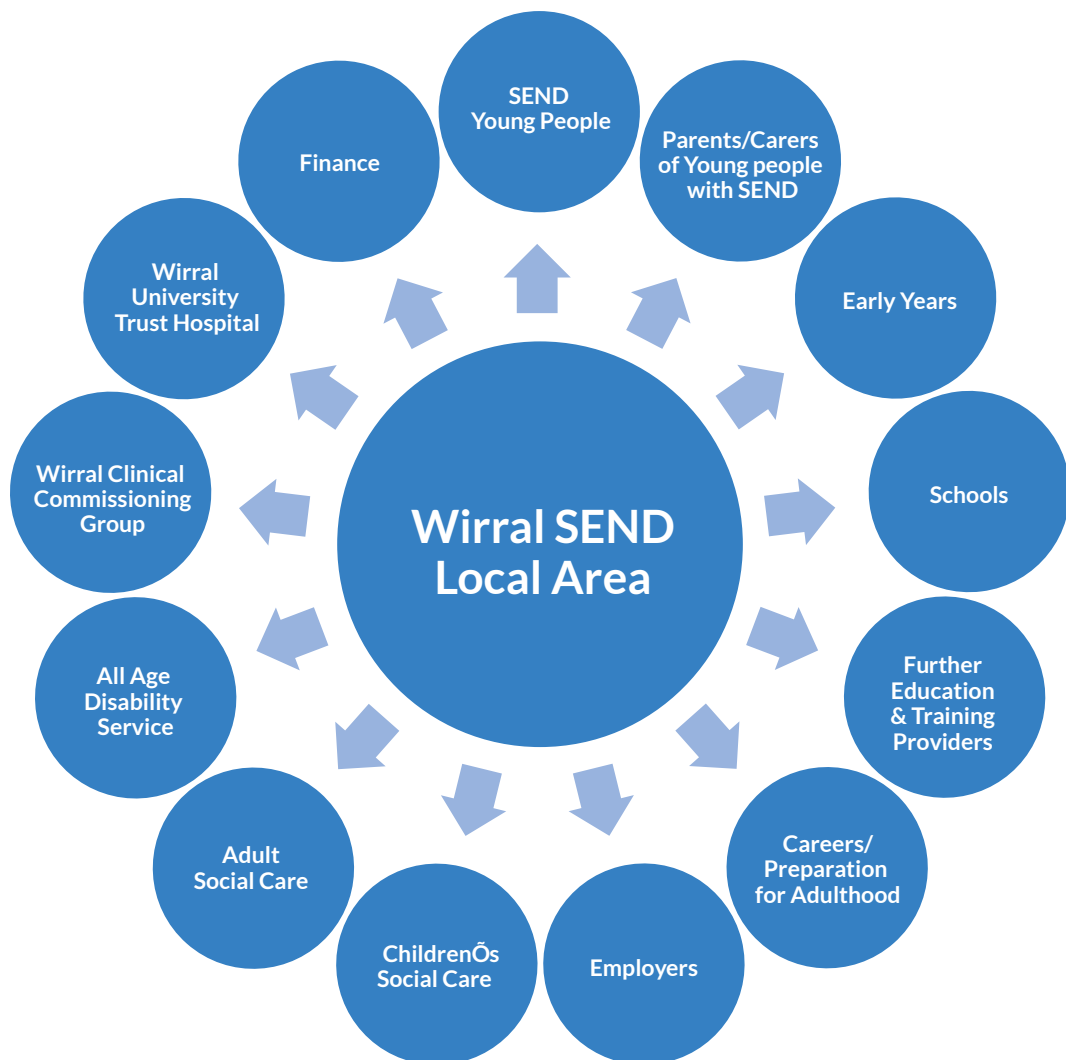 SEND
Young People
Parents/Carers
of Young people
with SEND
Early Years
Schools
Further
Education
& Training
Providers
Careers/
Preparation
for Adulthood
Employers
ChildrenÕs
Social Care
Adult
Social Care
All Age
Disability
Service
Wirral Clinical
Commissioning
Group
Wirral
University
Trust Hospital
Finance
Wirral SEND
Local Area